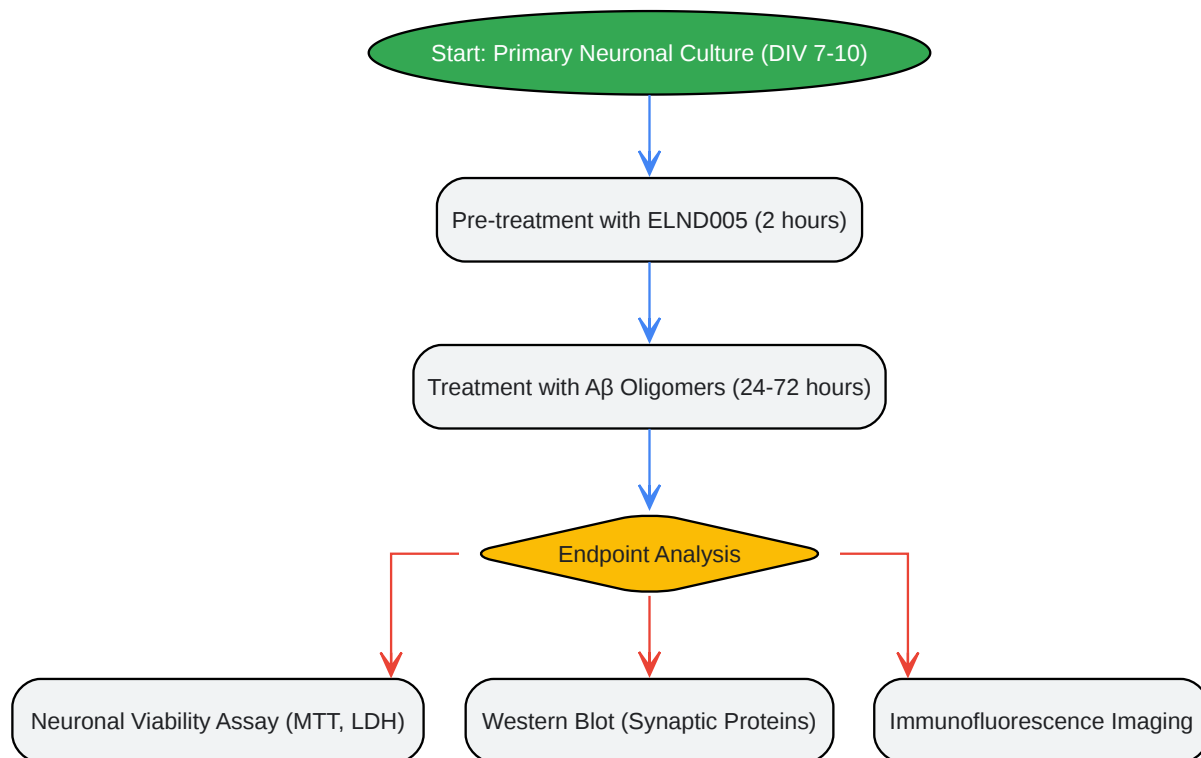 Start: Primary Neuronal Culture (DIV 7-10)
Pre-treatment with ELND005 (2 hours)
Treatment with Aβ Oligomers (24-72 hours)
Endpoint Analysis
Neuronal Viability Assay (MTT, LDH)
Western Blot (Synaptic Proteins)
Immunofluorescence Imaging